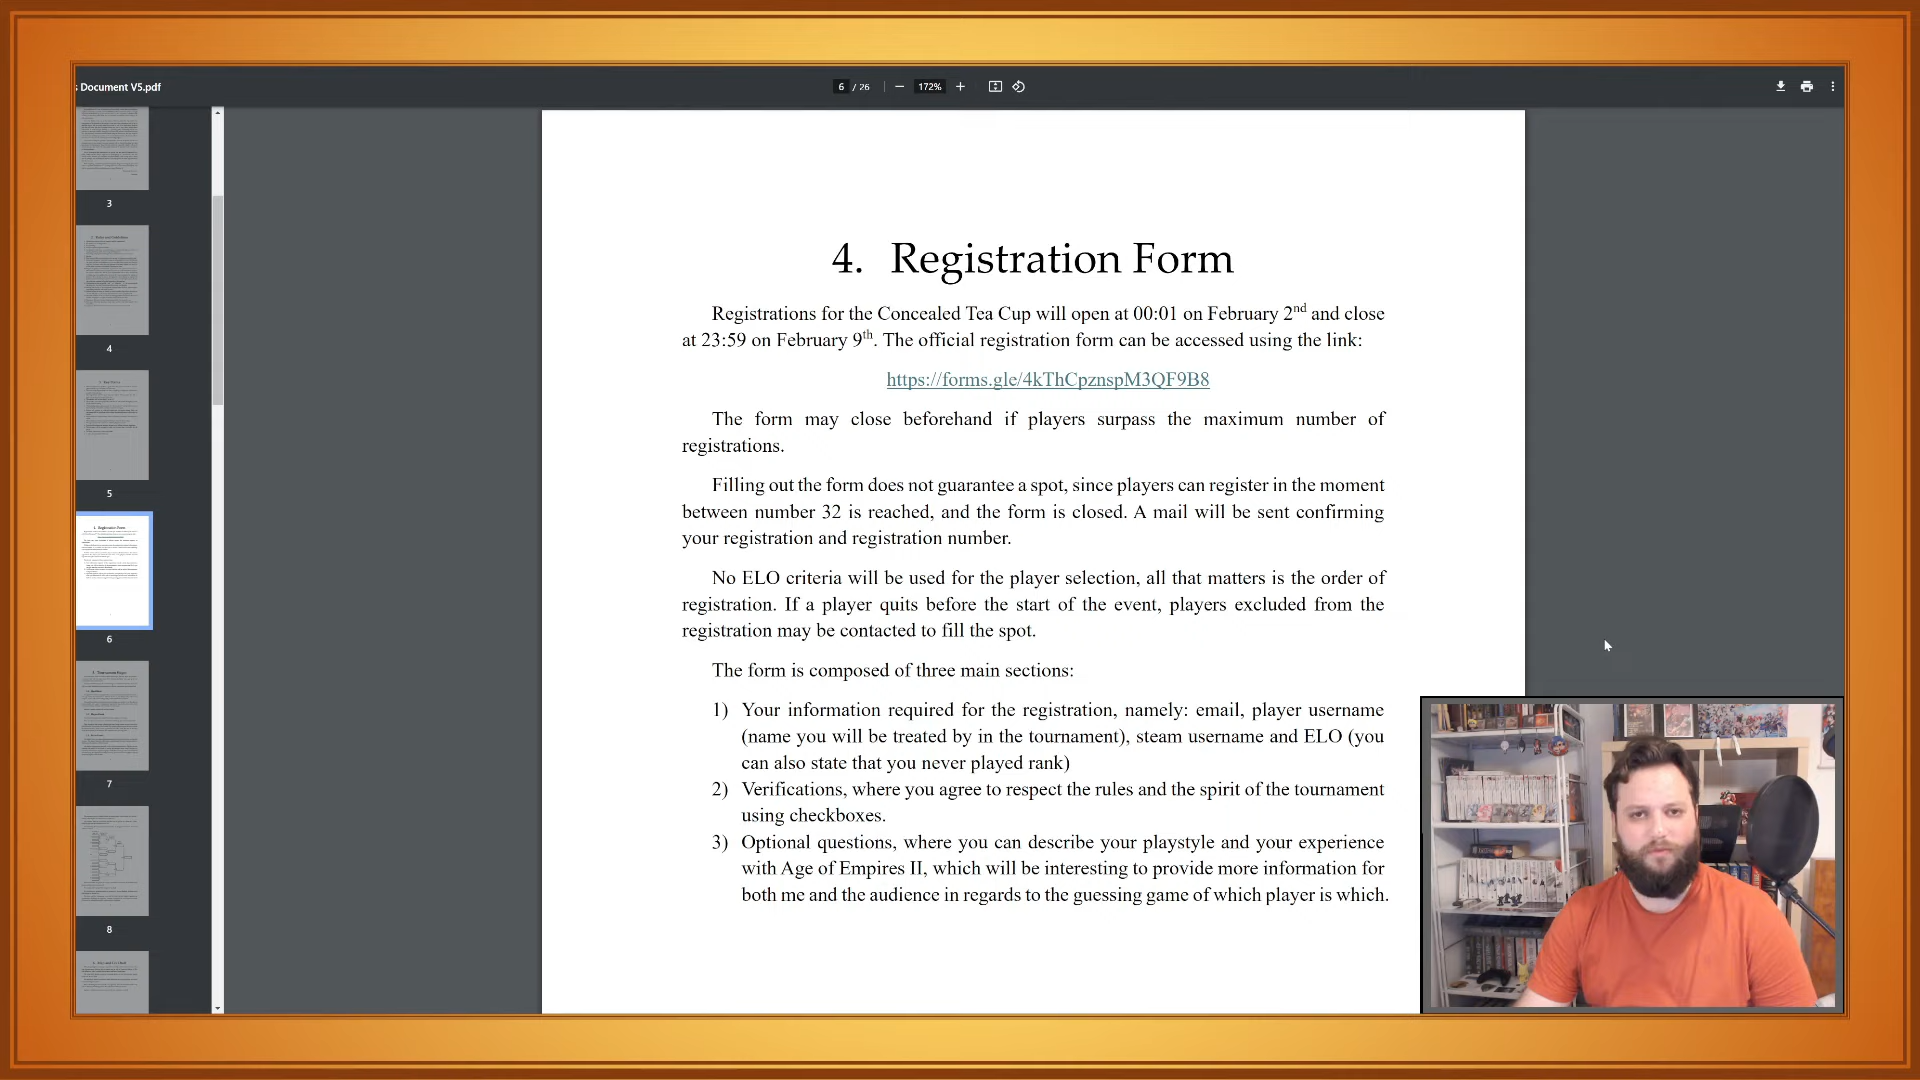 s Document V5.pdf
6 / 26
172%
3
4
5
6
7
8
4. Registration Form
Registrations for the Concealed Tea Cup will open at 00:01 on February 2nd and close
at 23:59 on February 9th. The official registration form can be accessed using the link:
https://forms.gle/4kThCpznspM3QF9B8
The form may close beforehand if players surpass the maximum number of
registrations.
Filling out the form does not guarantee a spot, since players can register in the moment
between number 32 is reached, and the form is closed. A mail will be sent confirming
your registration and registration number.
No ELO criteria will be used for the player selection, all that matters is the order of
registration. If a player quits before the start of the event, players excluded from the
registration may be contacted to fill the spot.
The form is composed of three main sections:
1) Your information required for the registration, namely: email, player username
(name you will be treated by in the tournament), steam username and ELO (you
can also state that you never played rank)
2) Verifications, where you agree to respect the rules and the spirit of the tournament
using checkboxes.
3) Optional questions, where you can describe your playstyle and your experience
with Age of Empires II, which will be interesting to provide more information for
both me and the audience in regards to the guessing game of which player is which.